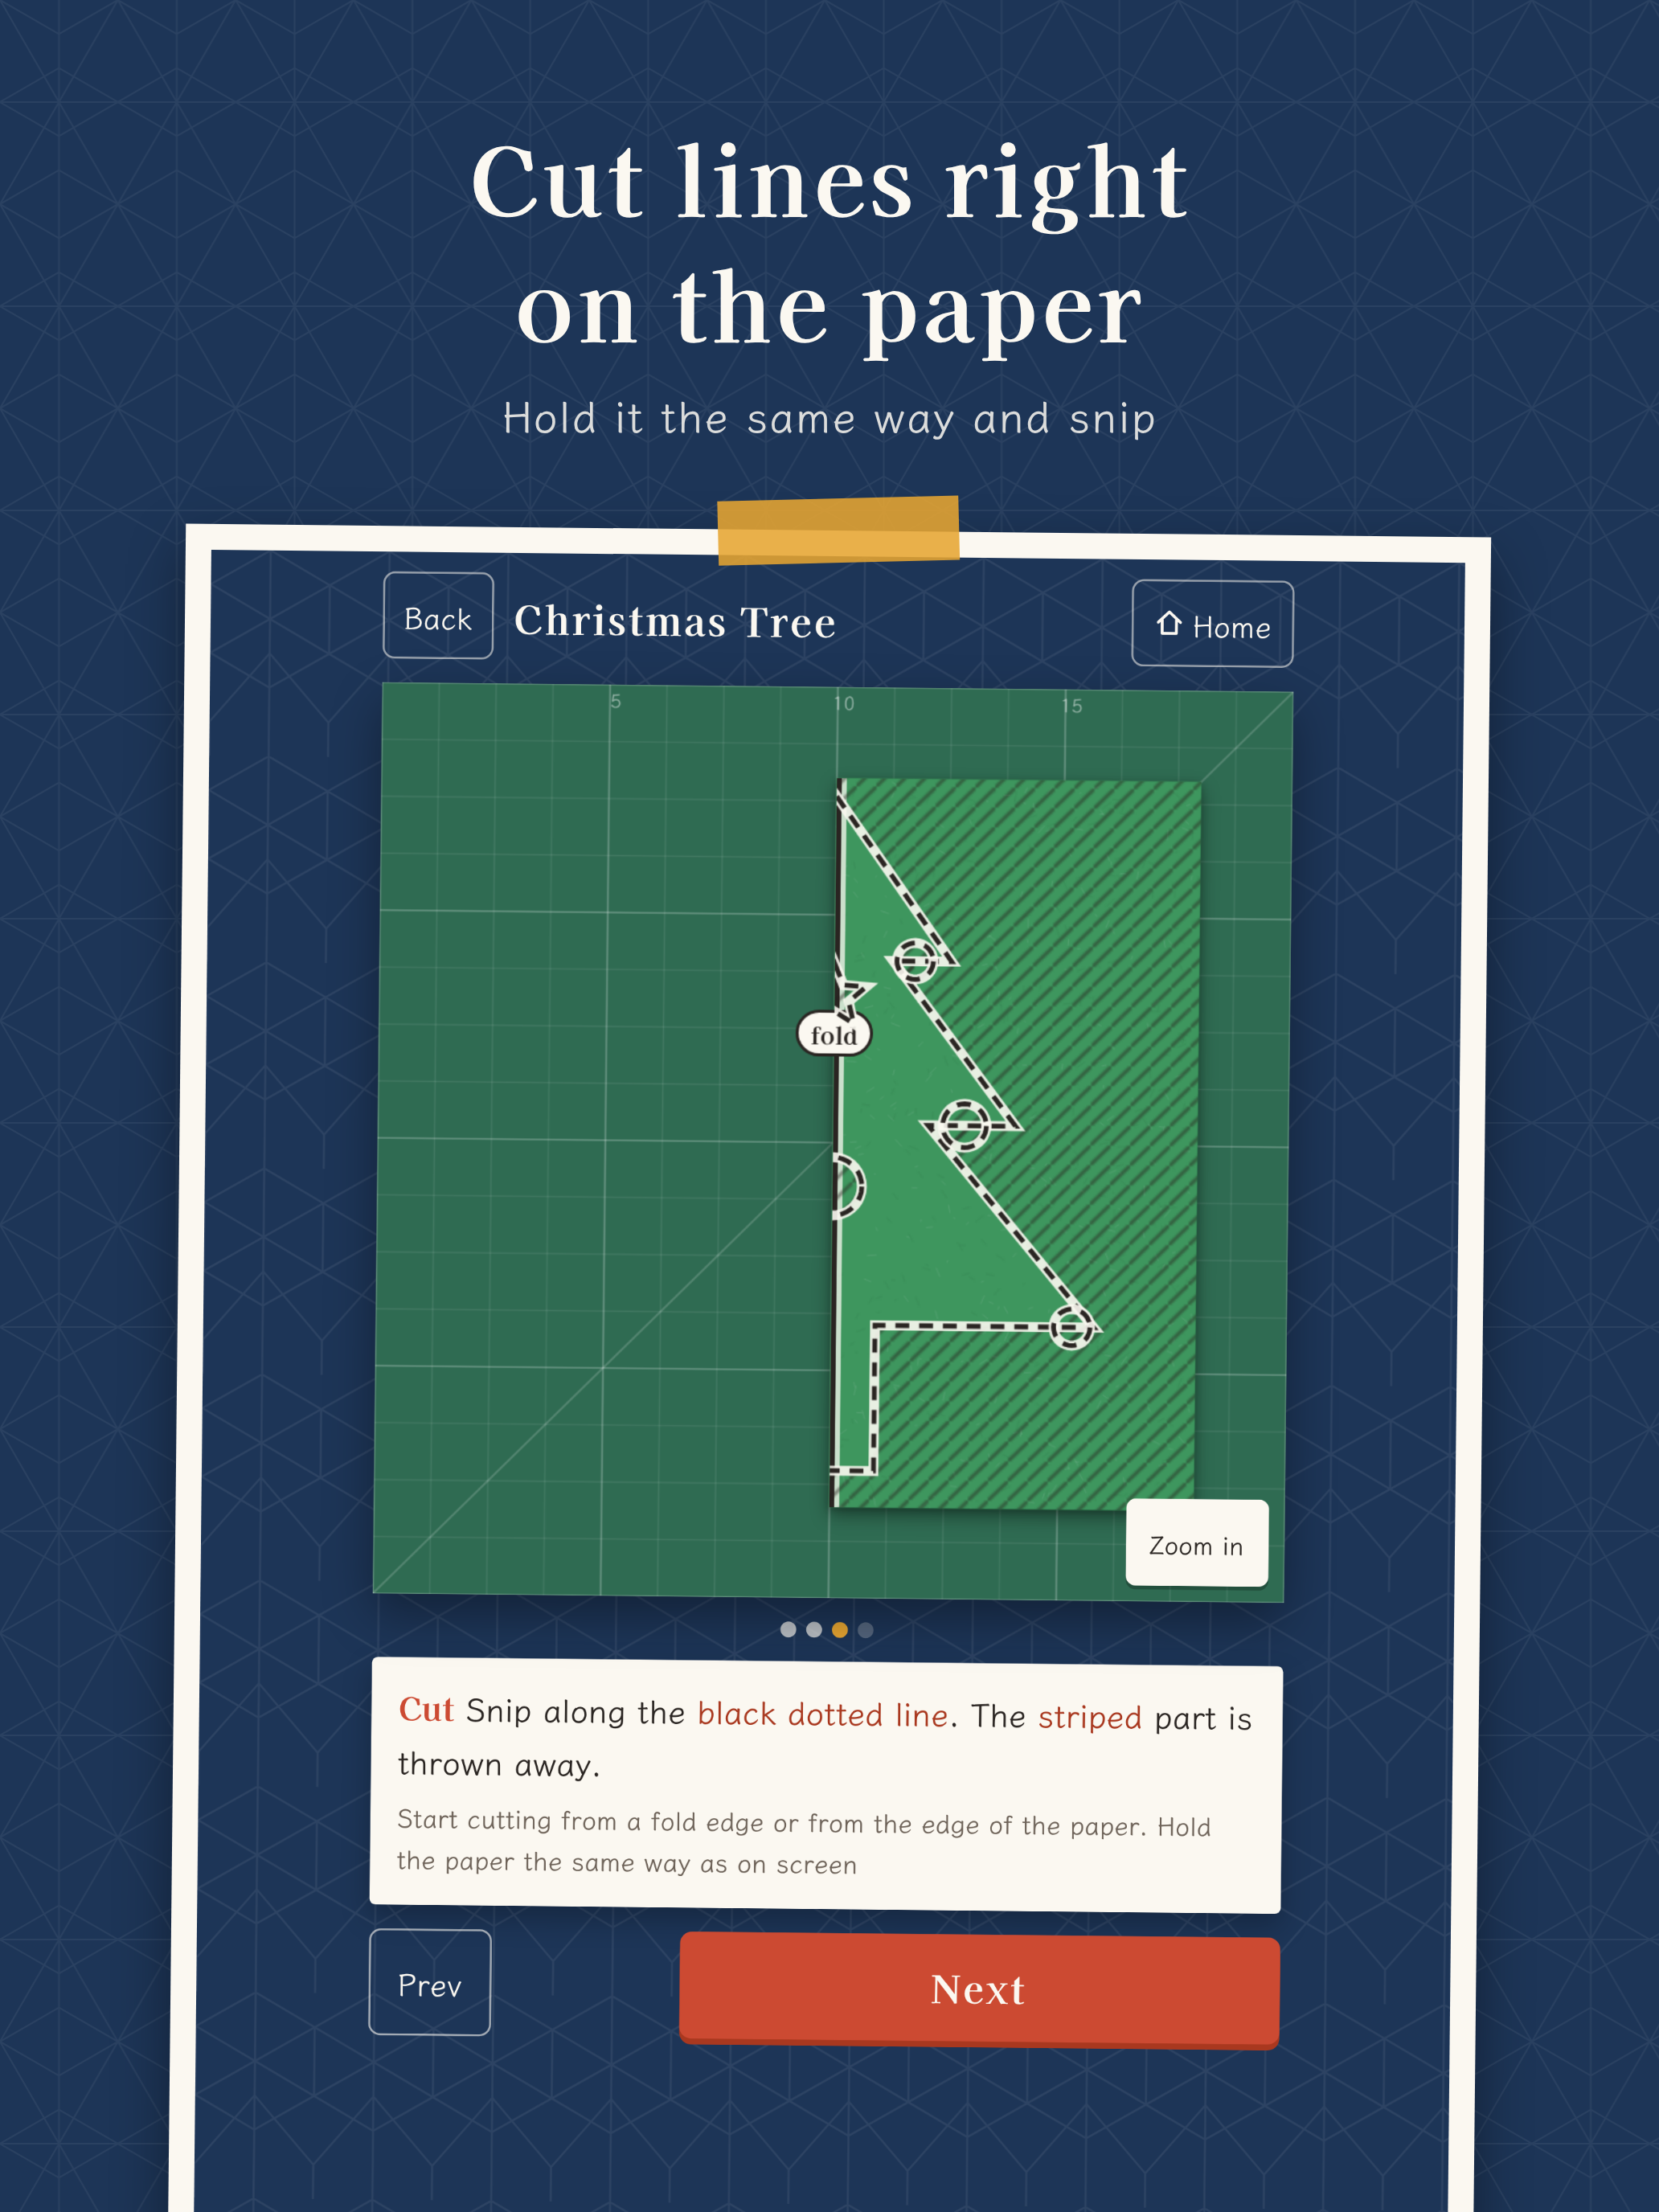 Cut lines right
on the paper
Hold it the same way and snip
Back
Christmas Tree
Home
5
10
15
fold
Zoom in
Cut Snip along the black dotted line. The striped part is
thrown away.
Start cutting from a fold edge or from the edge of the paper. Hold
the paper the same way as on screen
Prev
Next